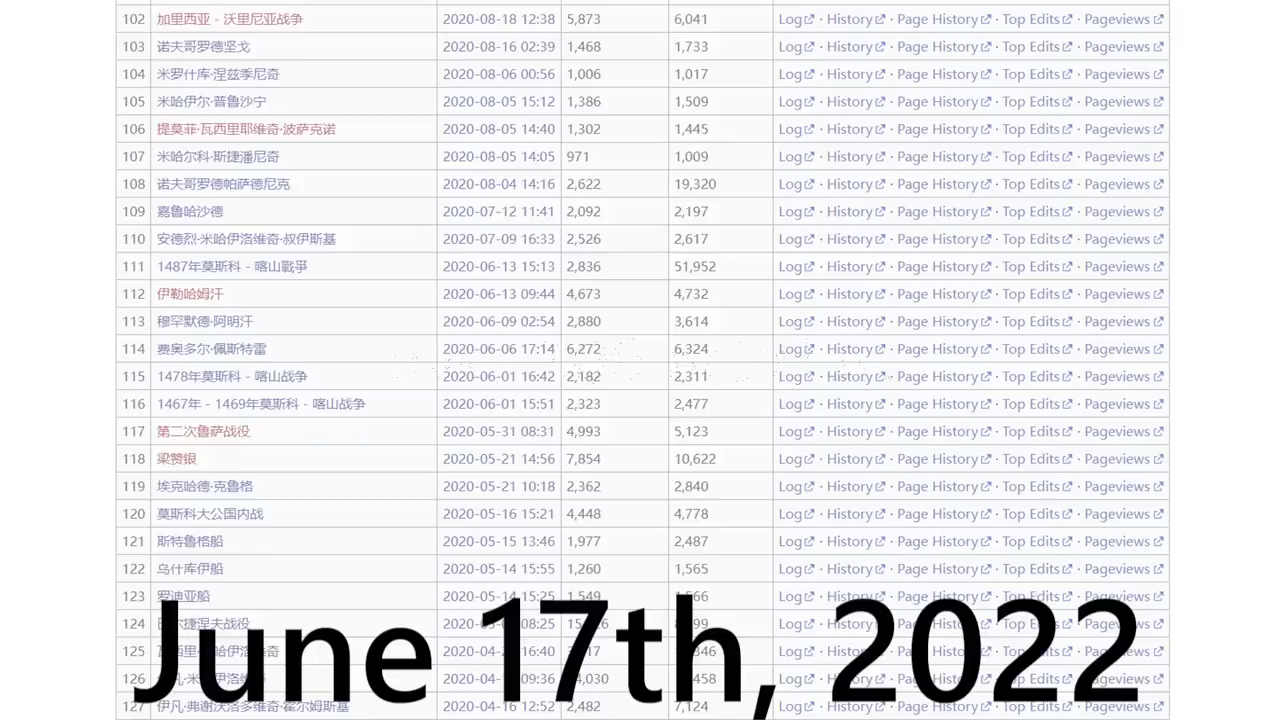 102 加里西亚 - 沃里尼亚战争 2020-08-18 12:38 5,873 6,041 Log · History · Page History · Top Edits · Pageviews
103 诺夫哥罗德坚戈 2020-08-16 02:39 1,468 1,733 Log · History · Page History · Top Edits · Pageviews
104 米罗什库·涅兹季尼奇 2020-08-06 00:56 1,006 1,017 Log · History · Page History · Top Edits · Pageviews
105 米哈伊尔·普鲁沙宁 2020-08-05 15:12 1,386 1,509 Log · History · Page History · Top Edits · Pageviews
106 提莫菲·瓦西里耶维奇·波萨克诺 2020-08-05 14:40 1,302 1,445 Log · History · Page History · Top Edits · Pageviews
107 米哈尔科·斯捷潘尼奇 2020-08-05 14:05 971 1,009 Log · History · Page History · Top Edits · Pageviews
108 诺夫哥罗德帕萨德尼克 2020-08-04 14:16 2,622 19,320 Log · History · Page History · Top Edits · Pageviews
109 嘉鲁哈沙德 2020-07-12 11:41 2,092 2,197 Log · History · Page History · Top Edits · Pageviews
110 安德烈·米哈伊洛维奇·叔伊斯基 2020-07-09 16:33 2,526 2,617 Log · History · Page History · Top Edits · Pageviews
111 1487年莫斯科 - 喀山戰爭 2020-06-13 15:13 2,836 51,952 Log · History · Page History · Top Edits · Pageviews
112 伊勒哈姆汗 2020-06-13 09:44 4,673 4,732 Log · History · Page History · Top Edits · Pageviews
113 穆罕默德·阿明汗 2020-06-09 02:54 2,880 3,614 Log · History · Page History · Top Edits · Pageviews
114 费奥多尔·佩斯特雷 2020-06-06 17:14 6,272 6,324 Log · History · Page History · Top Edits · Pageviews
115 1478年莫斯科 - 喀山战争 2020-06-01 16:42 2,182 2,311 Log · History · Page History · Top Edits · Pageviews
116 1467年 - 1469年莫斯科 - 喀山战争 2020-06-01 15:51 2,323 2,477 Log · History · Page History · Top Edits · Pageviews
117 第二次鲁萨战役 2020-05-31 08:31 4,993 5,123 Log · History · Page History · Top Edits · Pageviews
118 梁赞银 2020-05-21 14:56 7,854 10,622 Log · History · Page History · Top Edits · Pageviews
119 埃克哈德·克鲁格 2020-05-21 10:18 2,362 2,840 Log · History · Page History · Top Edits · Pageviews
120 莫斯科大公国内战 2020-05-16 15:21 4,448 4,778 Log · History · Page History · Top Edits · Pageviews
121 斯特鲁格船 2020-05-15 13:46 1,977 2,487 Log · History · Page History · Top Edits · Pageviews
122 乌什库伊船 2020-05-14 15:55 1,260 1,565 Log · History · Page History · Top Edits · Pageviews
123 罗迪亚船 2020-05-14 15:25 1,549 Log · History · Page History · Top Edits · Pageviews
124 08:25 Log · History · Page History · Top Edits · Pageviews
125 16:40 Log · History · Page History · Top Edits · Pageviews
126 09:36 Log · History · Page History · Top Edits · Pageviews
127 伊凡·弗谢沃洛多维奇·霍尔姆斯基 2020-04-16 12:52 2,482 7,124 Log · History · Page History · Top Edits · Pageviews
June 17th, 2022